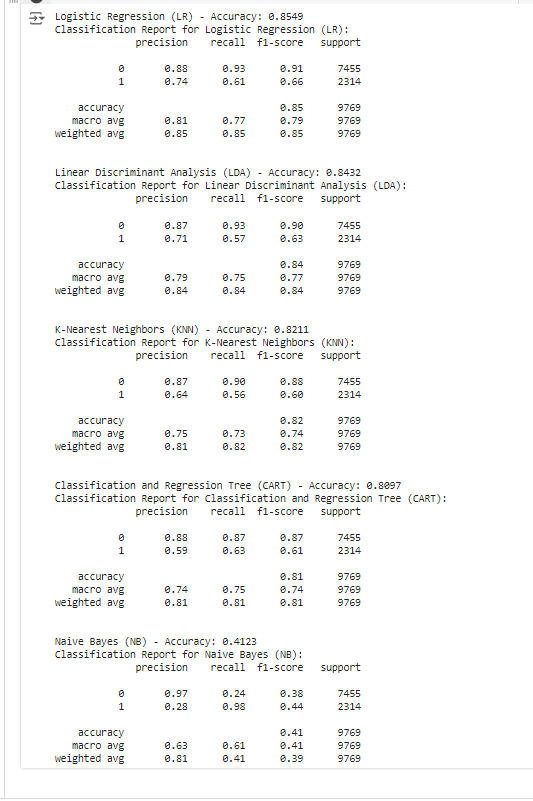 Logistic Regression (LR) - Accuracy: 0.8549
Classification Report for Logistic Regression (LR):
precision recall f1-score support
0 0.88 0.93 0.91 7455
1 0.74 0.61 0.66 2314
accuracy 0.85 9769
macro avg 0.81 0.77 0.79 9769
weighted avg 0.85 0.85 0.85 9769
Linear Discriminant Analysis (LDA) - Accuracy: 0.8432
Classification Report for Linear Discriminant Analysis (LDA):
precision recall f1-score support
0 0.87 0.93 0.90 7455
1 0.71 0.57 0.63 2314
accuracy 0.84 9769
macro avg 0.79 0.75 0.77 9769
weighted avg 0.84 0.84 0.84 9769
K-Nearest Neighbors (KNN) - Accuracy: 0.8211
Classification Report for K-Nearest Neighbors (KNN):
precision recall f1-score support
0 0.87 0.90 0.88 7455
1 0.64 0.56 0.60 2314
accuracy 0.82 9769
macro avg 0.75 0.73 0.74 9769
weighted avg 0.81 0.82 0.82 9769
Classification and Regression Tree (CART) - Accuracy: 0.8097
Classification Report for Classification and Regression Tree (CART):
precision recall f1-score support
0 0.88 0.87 0.87 7455
1 0.59 0.63 0.61 2314
accuracy 0.81 9769
macro avg 0.74 0.75 0.74 9769
weighted avg 0.81 0.81 0.81 9769
Naive Bayes (NB) - Accuracy: 0.4123
Classification Report for Naive Bayes (NB):
precision recall f1-score support
0 0.97 0.24 0.38 7455
1 0.28 0.98 0.44 2314
accuracy 0.41 9769
macro avg 0.63 0.61 0.41 9769
weighted avg 0.81 0.41 0.39 9769